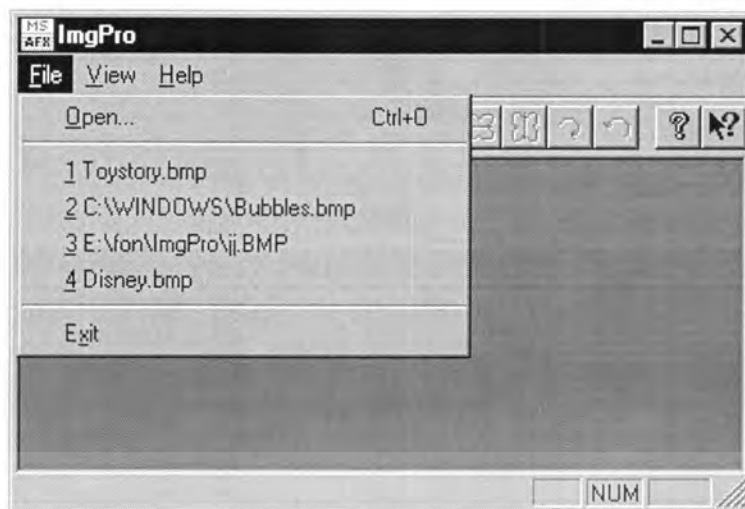 MS
AFX ImgPro
File View Help
Open... Ctrl+O
1 Toystory.bmp
2 C:\WINDOWS\Bubbles.bmp
3 E:\fon\ImgPro\jj.BMP
4 Disney.bmp
Exit
NUM